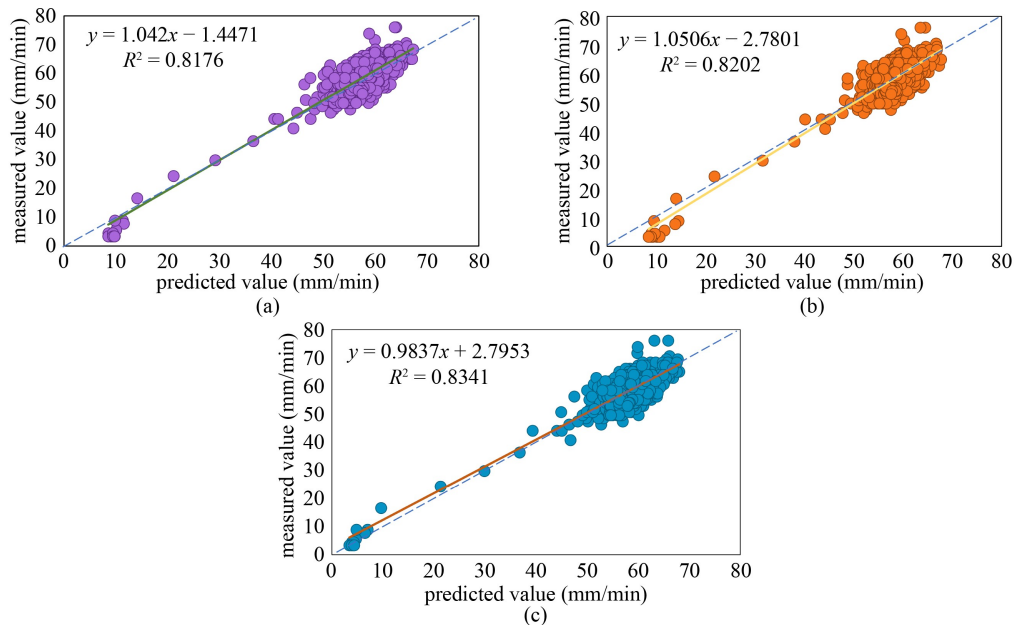 y = 1.042x − 1.4471
R² = 0.8176
measured value (mm/min)
80
70
60
50
40
30
20
10
0
0 10 20 30 40 50 60 70 80
predicted value (mm/min)
(a)
y = 1.0506x − 2.7801
R² = 0.8202
measured value (mm/min)
80
70
60
50
40
30
20
10
0
0 10 20 30 40 50 60 70 80
predicted value (mm/min)
(b)
y = 0.9837x + 2.7953
R² = 0.8341
measured value (mm/min)
80
70
60
50
40
30
20
10
0
0 10 20 30 40 50 60 70 80
predicted value (mm/min)
(c)